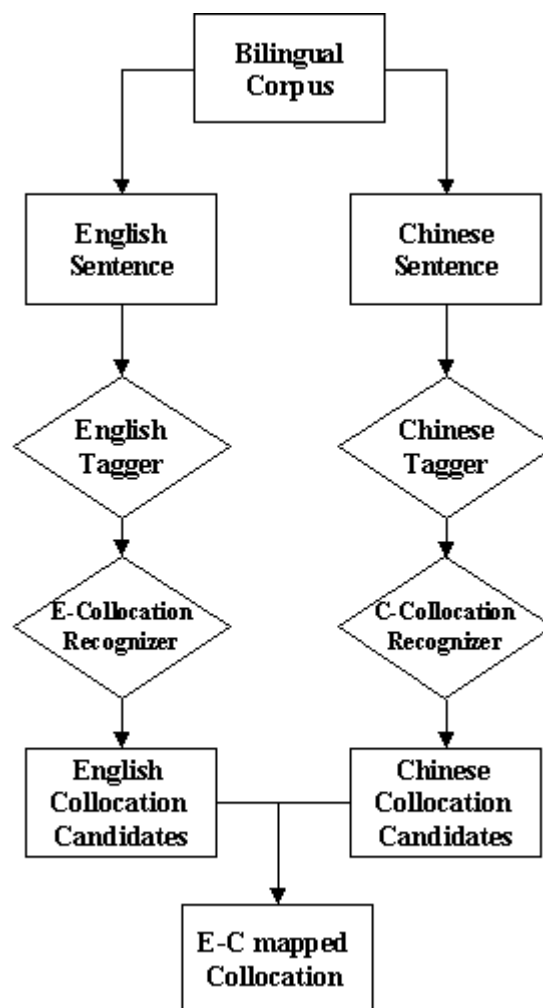 Bilingual
Corpus
English
Sentence
Chinese
Sentence
English
Tagger
Chinese
Tagger
E-Collocation
Recognizer
C-Collocation
Recognizer
English
Collocation
Candidates
Chinese
Collocation
Candidates
E-C mapped
Collocation